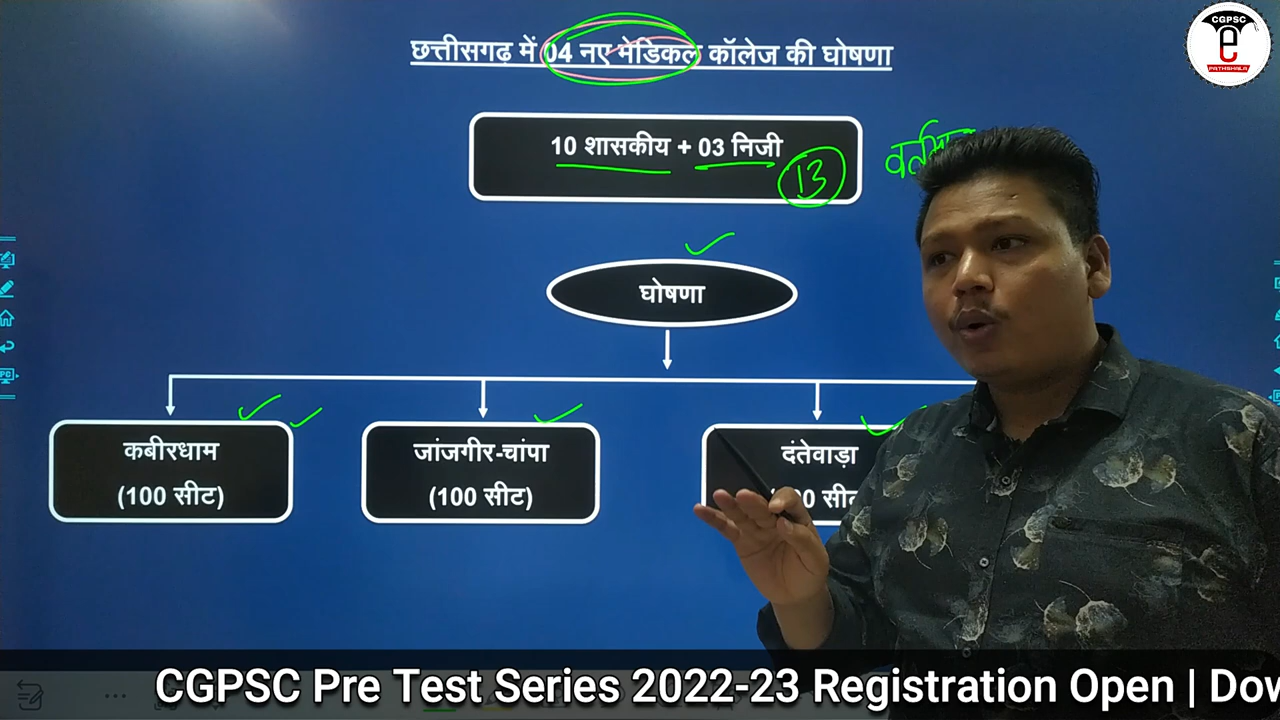 छत्तीसगढ़ में 04 नए मेडिकल कॉलेज की घोषणा
CGPSC
e
PATHSHALA
10 शासकीय + 03 निजी
13
घोषणा
कबीरधाम
(100 सीट)
जांजगीर-चांपा
(100 सीट)
दंतेवाड़ा
CGPSC Pre Test Series 2022-23 Registration Open |